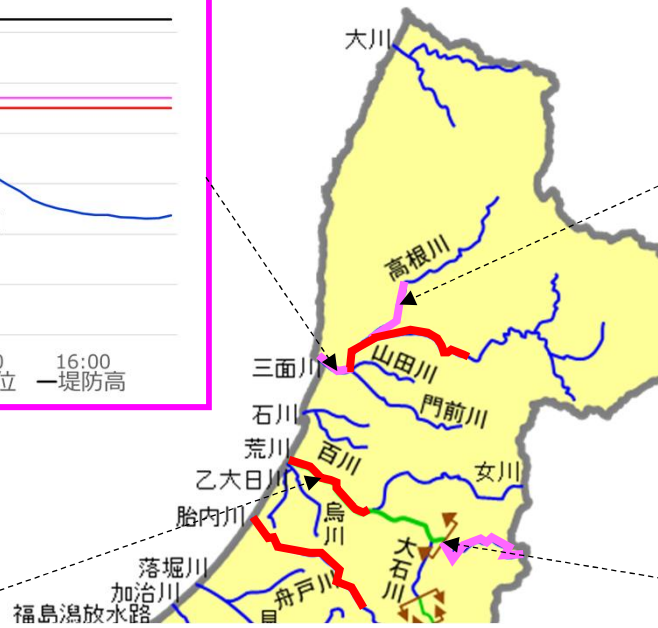 大川
高根川
三面川
山田川
門前川
石川
荒川
百川
女川
乙大日川
烏川
胎内川
大石川
落堀川
加治川
舟戸川
福島潟放水路
16:00
位 ー堤防高